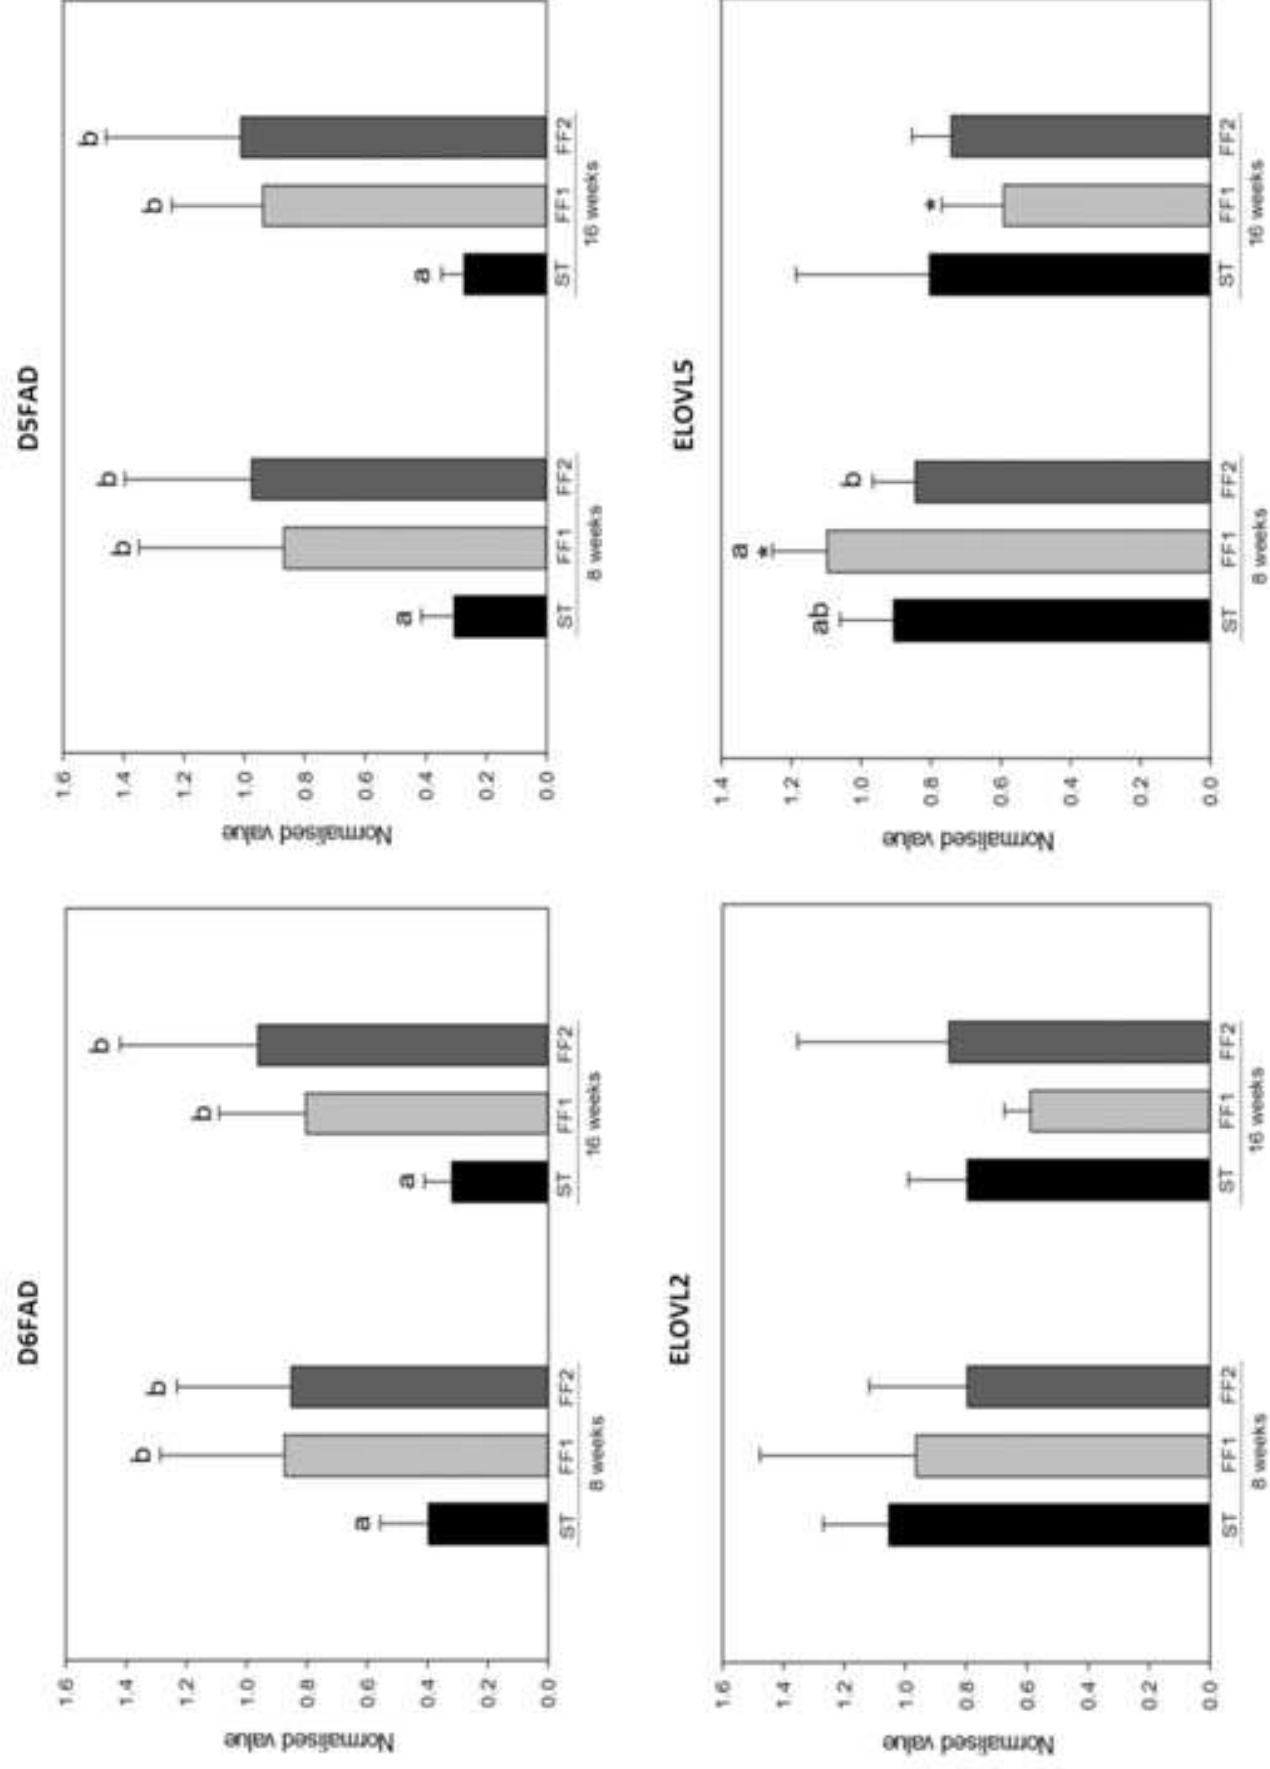 D6FAD
Normalised value
1.6
1.4
1.2
1.0
0.8
0.6
0.4
0.2
0.0
a
b
b
a
b
b
ST FF1 FF2 ST FF1 FF2
8 weeks 16 weeks
D5FAD
Normalised value
1.6
1.4
1.2
1.0
0.8
0.6
0.4
0.2
0.0
a
b
b
a
b
b
ST FF1 FF2 ST FF1 FF2
8 weeks 16 weeks
ELOVL2
Normalised value
1.6
1.4
1.2
1.0
0.8
0.6
0.4
0.2
0.0
ST FF1 FF2 ST FF1 FF2
8 weeks 16 weeks
ELOVL5
Normalised value
1.4
1.2
1.0
0.8
0.6
0.4
0.2
0.0
ab
a
*
b
*
ST FF1 FF2 ST FF1 FF2
8 weeks 16 weeks